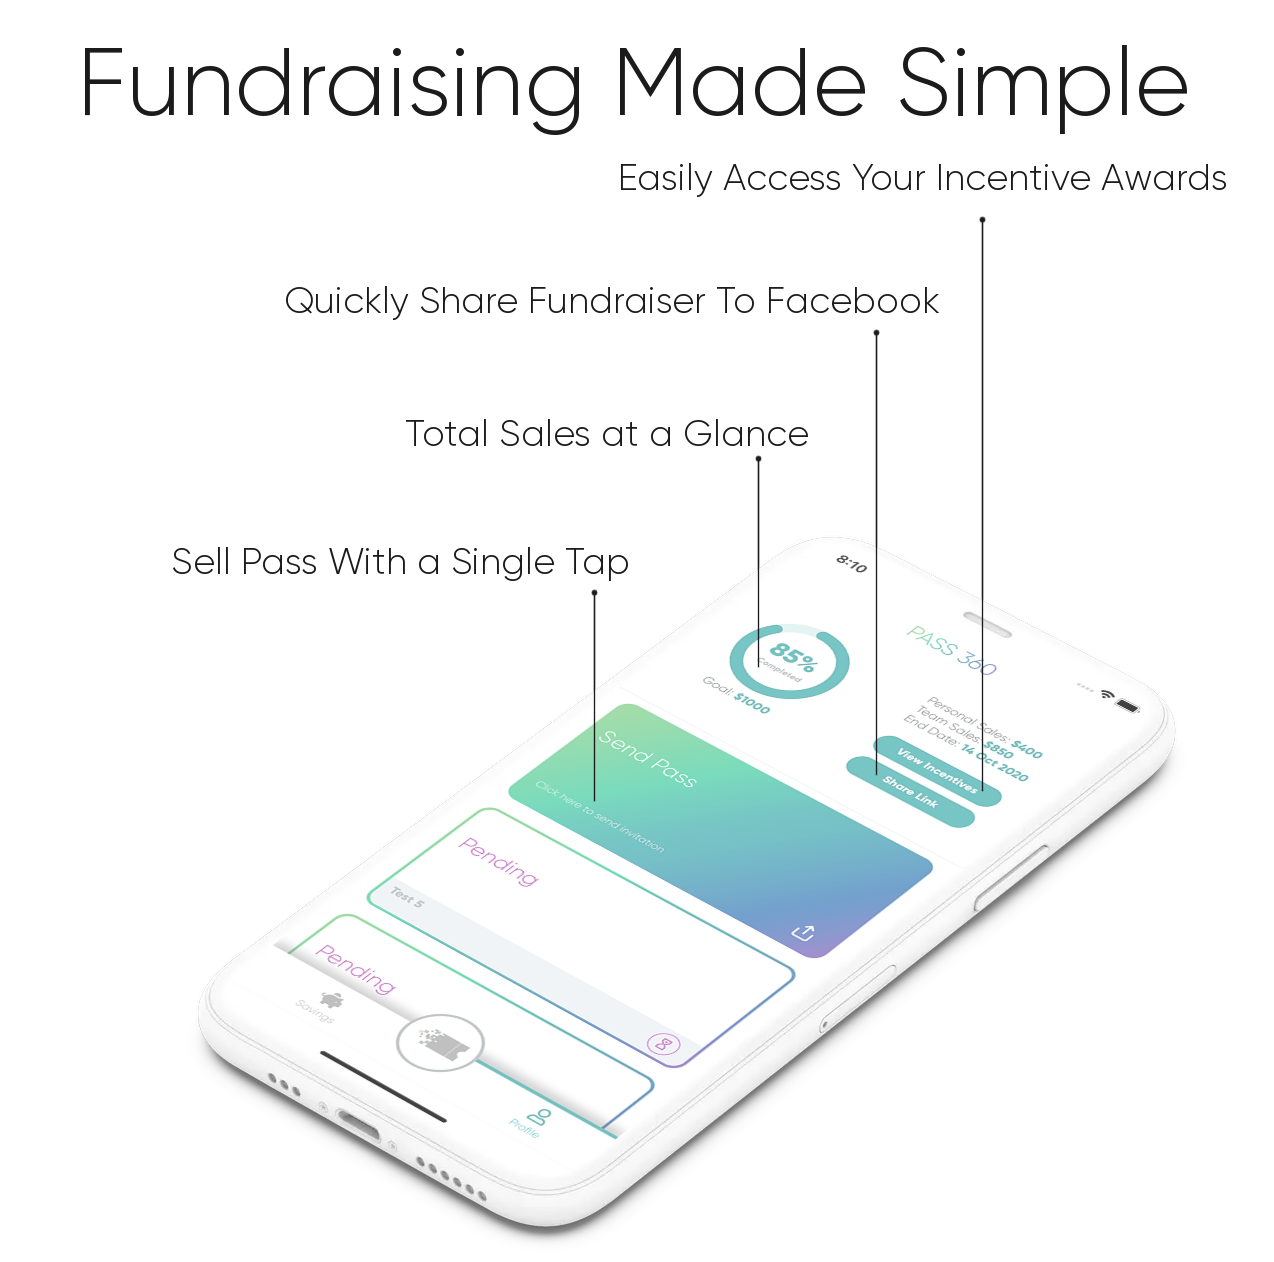 Fundraising Made Simple
Easily Access Your Incentive Awards
Quickly Share Fundraiser To Facebook
Total Sales at a Glance
Sell Pass With a Single Tap
8:10
PASS 360
85%
Completed
Goal: $1000
Personal Sales: $400
Team Sales: $850
End Date: 14 Oct 2020
View Incentives
Share Link
Send Pass
Click here to send invitation
Pending
Test 5
Pending
Savings
Profile